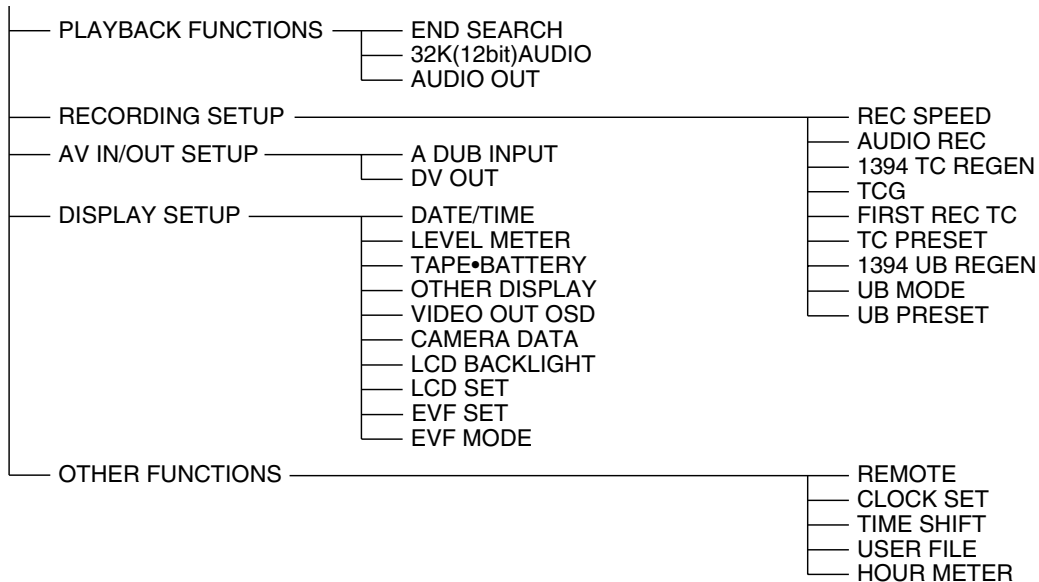 PLAYBACK FUNCTIONS
END SEARCH
32K(12bit)AUDIO
AUDIO OUT
RECORDING SETUP
REC SPEED
AUDIO REC
1394 TC REGEN
TCG
FIRST REC TC
TC PRESET
1394 UB REGEN
UB MODE
UB PRESET
AV IN/OUT SETUP
A DUB INPUT
DV OUT
DISPLAY SETUP
DATE/TIME
LEVEL METER
TAPE•BATTERY
OTHER DISPLAY
VIDEO OUT OSD
CAMERA DATA
LCD BACKLIGHT
LCD SET
EVF SET
EVF MODE
OTHER FUNCTIONS
REMOTE
CLOCK SET
TIME SHIFT
USER FILE
HOUR METER